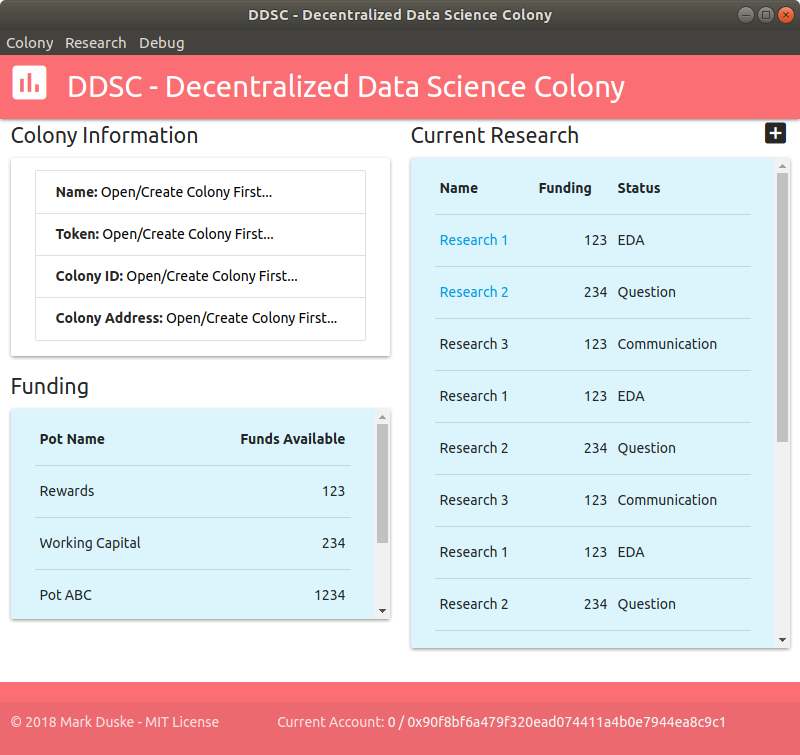 DDSC - Decentralized Data Science Colony
Colony Research Debug
DDSC - Decentralized Data Science Colony
Colony Information
Name: Open/Create Colony First...
Token: Open/Create Colony First...
Colony ID: Open/Create Colony First...
Colony Address: Open/Create Colony First...
Funding
Pot Name Funds Available
Rewards 123
Working Capital 234
Pot ABC 1234
Current Research
Name Funding Status
Research 1 123 EDA
Research 2 234 Question
Research 3 123 Communication
Research 1 123 EDA
Research 2 234 Question
Research 3 123 Communication
Research 1 123 EDA
Research 2 234 Question
© 2018 Mark Duske - MIT License
Current Account: 0 / 0x90f8bf6a479f320ead074411a4b0e7944ea8c9c1